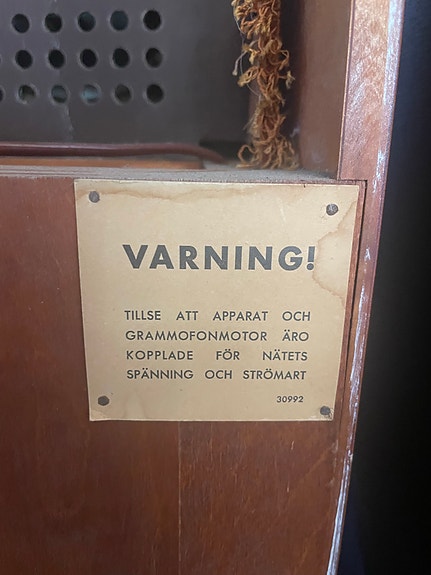 VARNING!
TILLSE ATT APPARAT OCH
GRAMMOFONMOTOR ÄRO
KOPPLADE FÖR NÄTETS
SPÄNNING OCH STRÖMART
30992